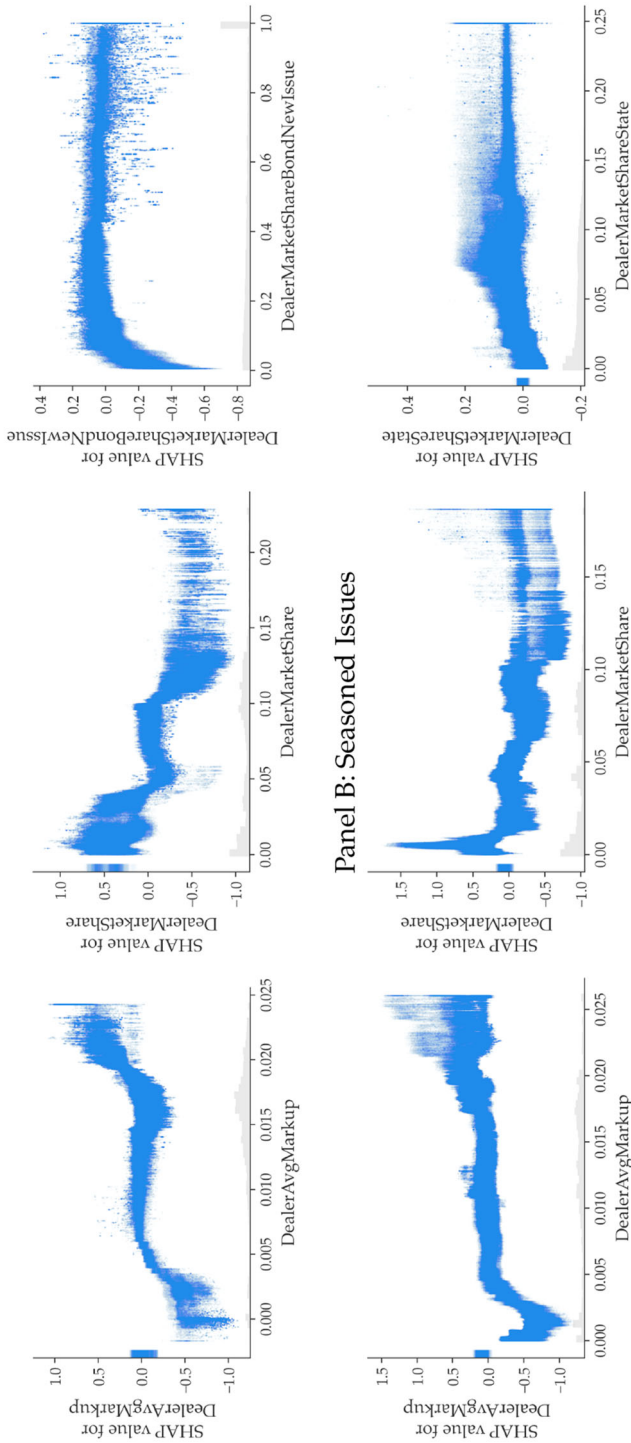 SHAP value for
DealerAvgMarkup
1.0
0.5
0.0
−0.5
−1.0
0.000 0.005 0.010 0.015 0.020 0.025
DealerAvgMarkup
SHAP value for
DealerMarketShare
1.0
0.5
0.0
−0.5
−1.0
0.00 0.05 0.10 0.15 0.20
DealerMarketShare
SHAP value for
DealerMarketShareBondNewIssue
0.4
0.2
0.0
−0.2
−0.4
−0.6
−0.8
0.0 0.2 0.4 0.6 0.8 1.0
DealerMarketShareBondNewIssue
Panel B: Seasoned Issues
SHAP value for
DealerAvgMarkup
1.5
1.0
0.5
0.0
−0.5
−1.0
0.000 0.005 0.010 0.015 0.020 0.025
DealerAvgMarkup
SHAP value for
DealerMarketShare
1.5
1.0
0.5
0.0
−0.5
−1.0
0.00 0.05 0.10 0.15
DealerMarketShare
SHAP value for
DealerMarketShareState
0.4
0.2
0.0
−0.2
0.00 0.05 0.10 0.15 0.20 0.25
DealerMarketShareState